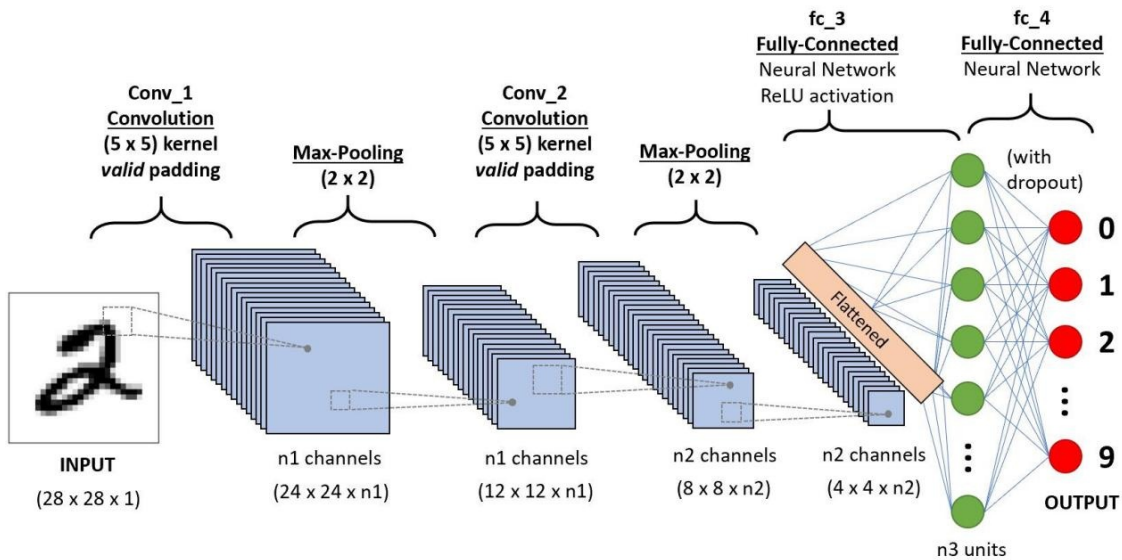 Conv_1
Convolution
(5 x 5) kernel
valid padding
Max-Pooling
(2 x 2)
Conv_2
Convolution
(5 x 5) kernel
valid padding
Max-Pooling
(2 x 2)
fc_3
Fully-Connected
Neural Network
ReLU activation
fc_4
Fully-Connected
Neural Network
(with
dropout)
Flattened
0
1
2
9
OUTPUT
2
INPUT
(28 x 28 x 1)
n1 channels
(24 x 24 x n1)
n1 channels
(12 x 12 x n1)
n2 channels
(8 x 8 x n2)
n2 channels
(4 x 4 x n2)
n3 units